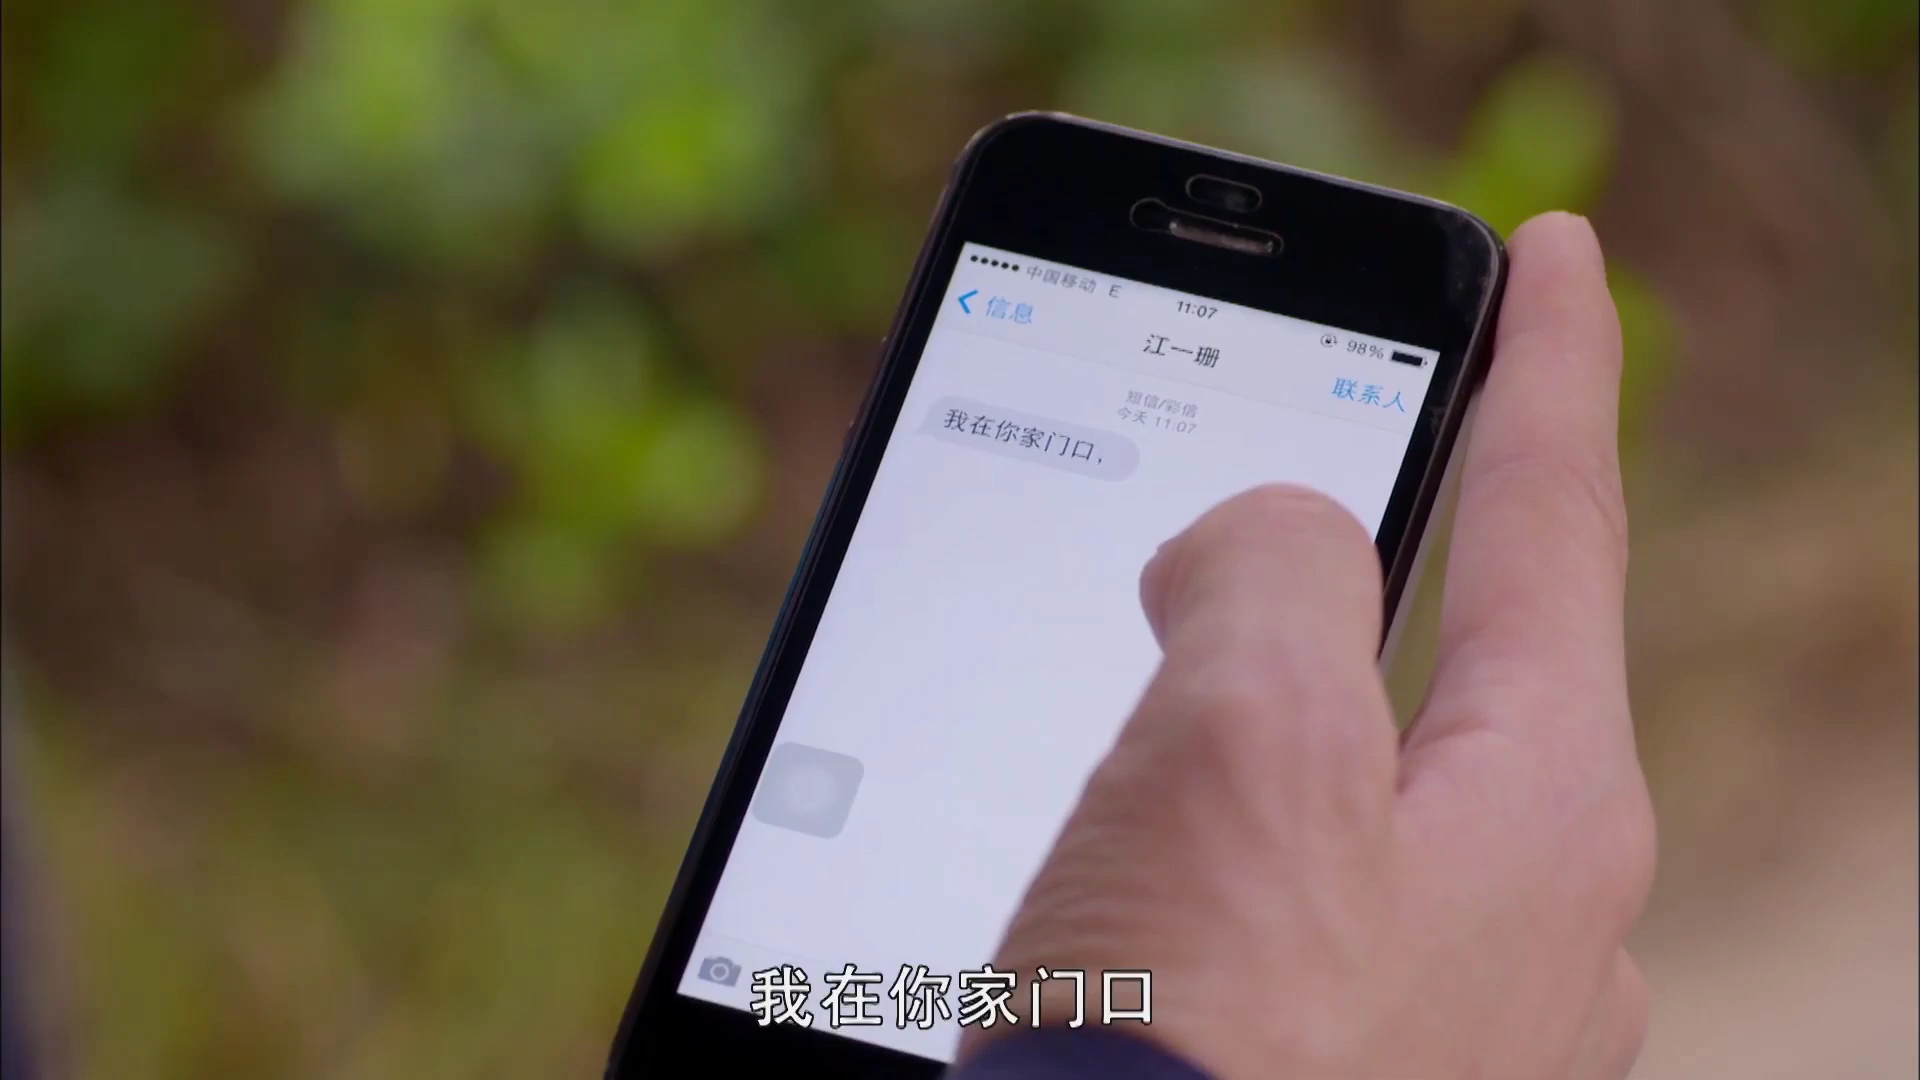 中国移动 E 11:07 98%
信息 江一珊 联系人
短信/彩信
今天 11:07
我在你家门口，
我在你家门口